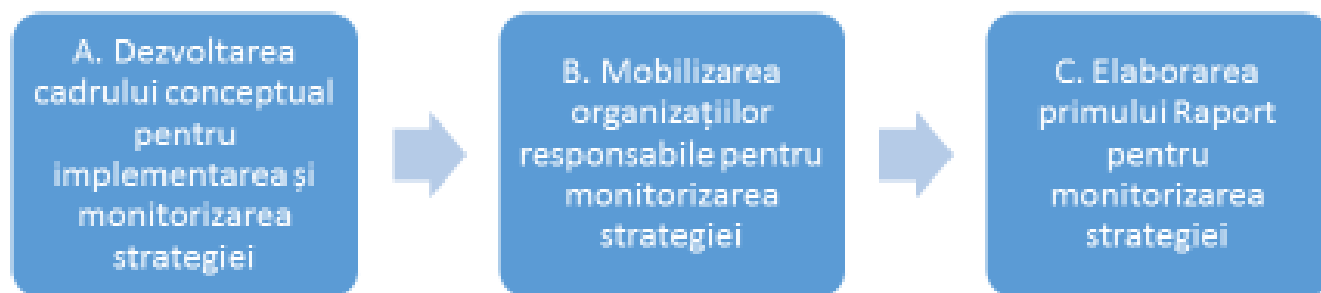 A. Dezvoltarea
cadrului conceptual
pentru
implementarea și
monitorizarea
strategiei
B. Mobilizarea
organizațiilor
responsabile pentru
monitorizarea
strategiei
C. Elaborarea
primului Raport
pentru
monitorizarea
strategiei